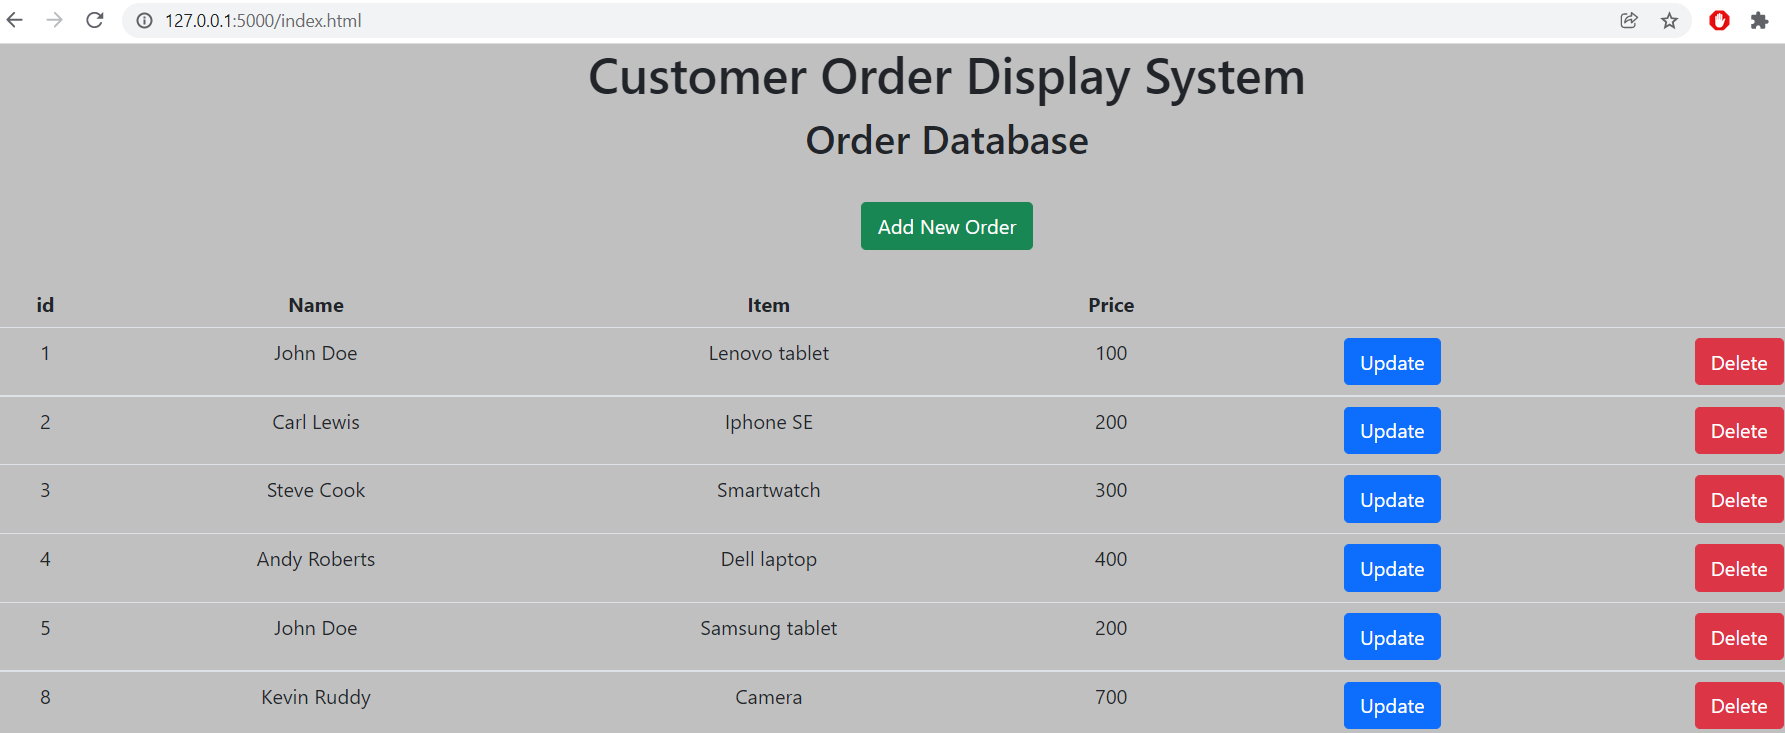 127.0.0.1:5000/index.html
Customer Order Display System
Order Database
Add New Order
id Name Item Price
1 John Doe Lenovo tablet 100 Update Delete
2 Carl Lewis Iphone SE 200 Update Delete
3 Steve Cook Smartwatch 300 Update Delete
4 Andy Roberts Dell laptop 400 Update Delete
5 John Doe Samsung tablet 200 Update Delete
8 Kevin Ruddy Camera 700 Update Delete